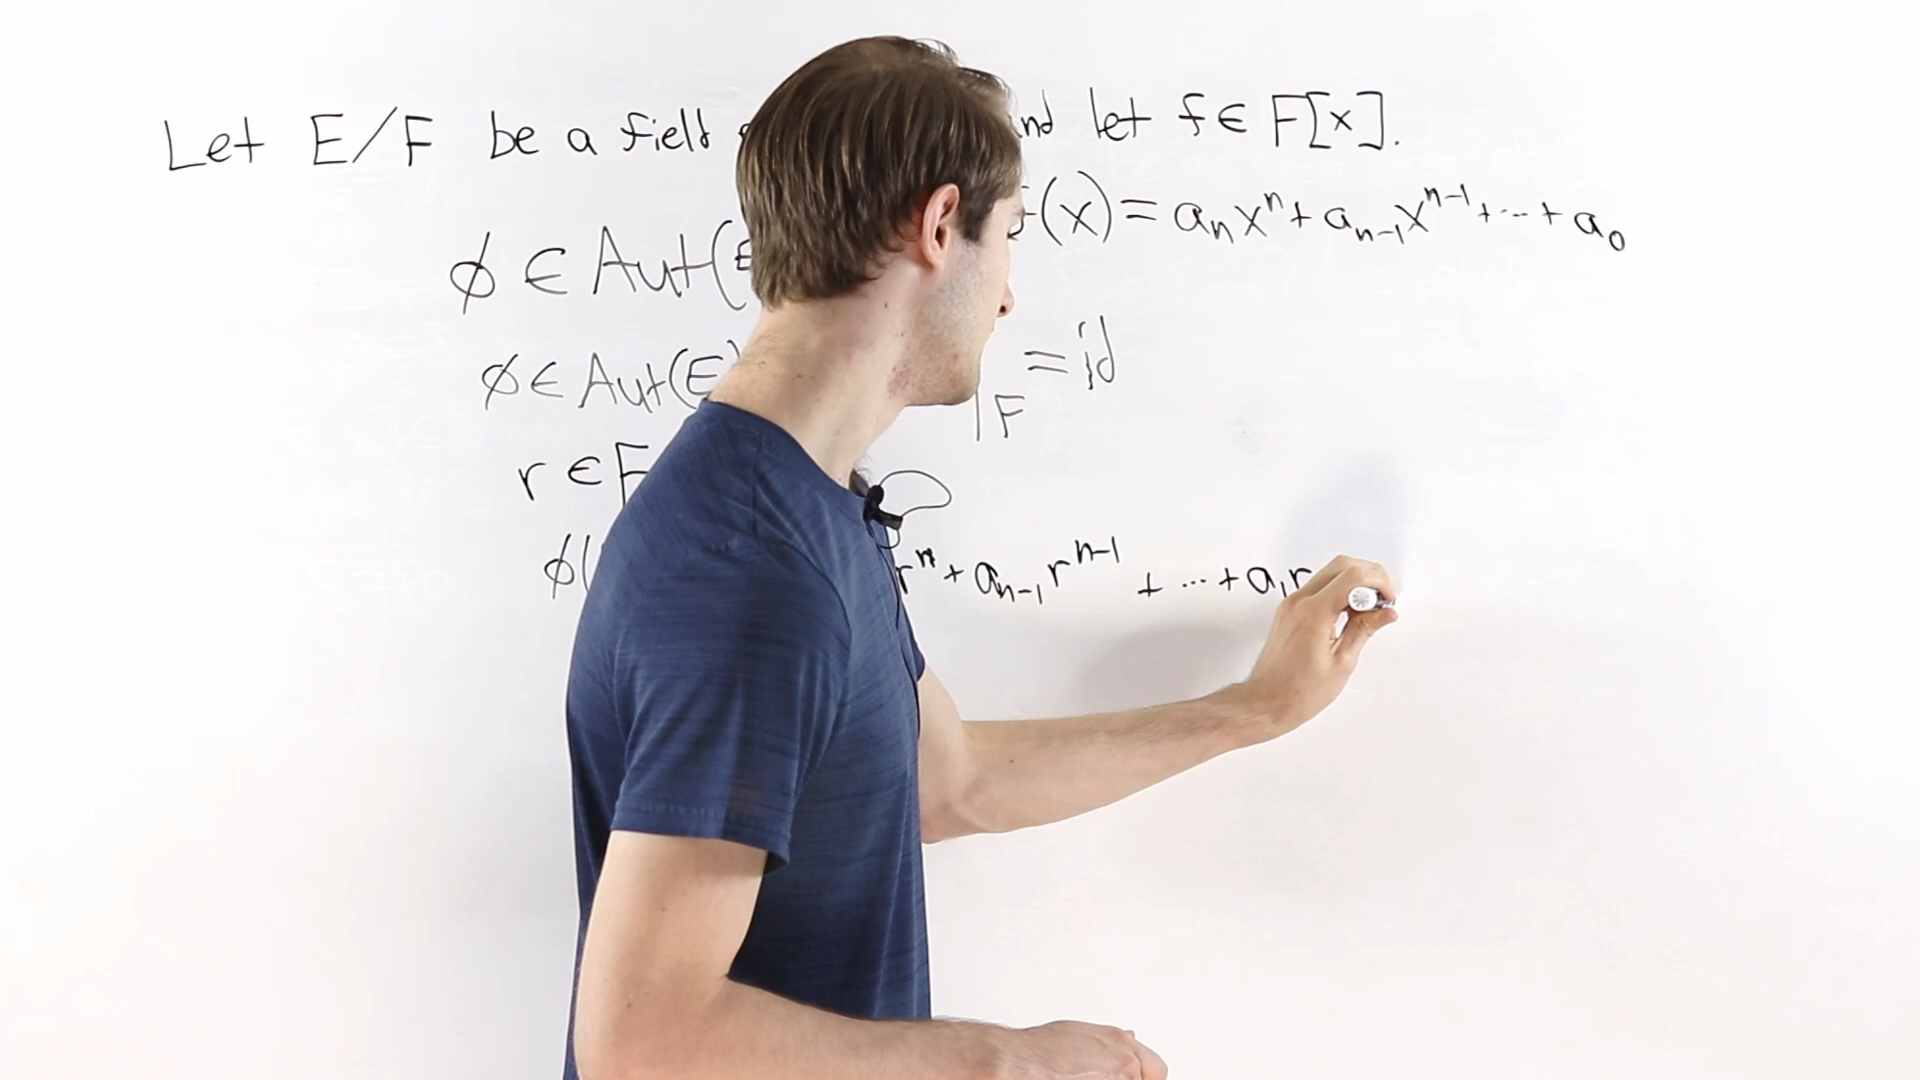 Let E/F be a field and let f ∈ F[x].
(x) = aₙxⁿ + aₙ₋₁xⁿ⁻¹ + ··· + a₀
ϕ ∈ Aut(E
ϕ ∈ Aut(E) |F = id
r ∈ E
ϕ( rⁿ + aₙ₋₁rⁿ⁻¹ + ··· + a₁r